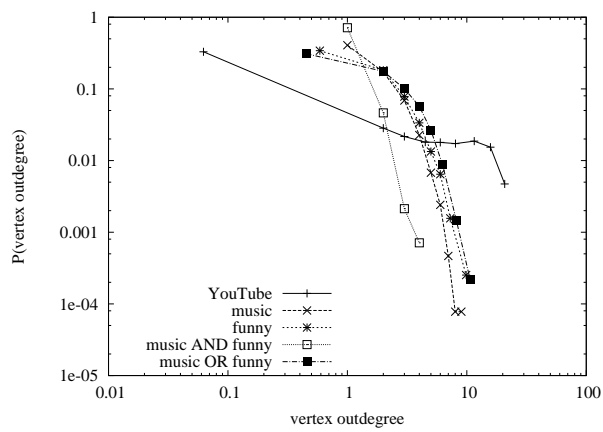 1
0.1
0.01
0.001
1e-04
1e-05
P(vertex outdegree)
YouTube
music
funny
music AND funny
music OR funny
0.01 0.1 1 10 100
vertex outdegree